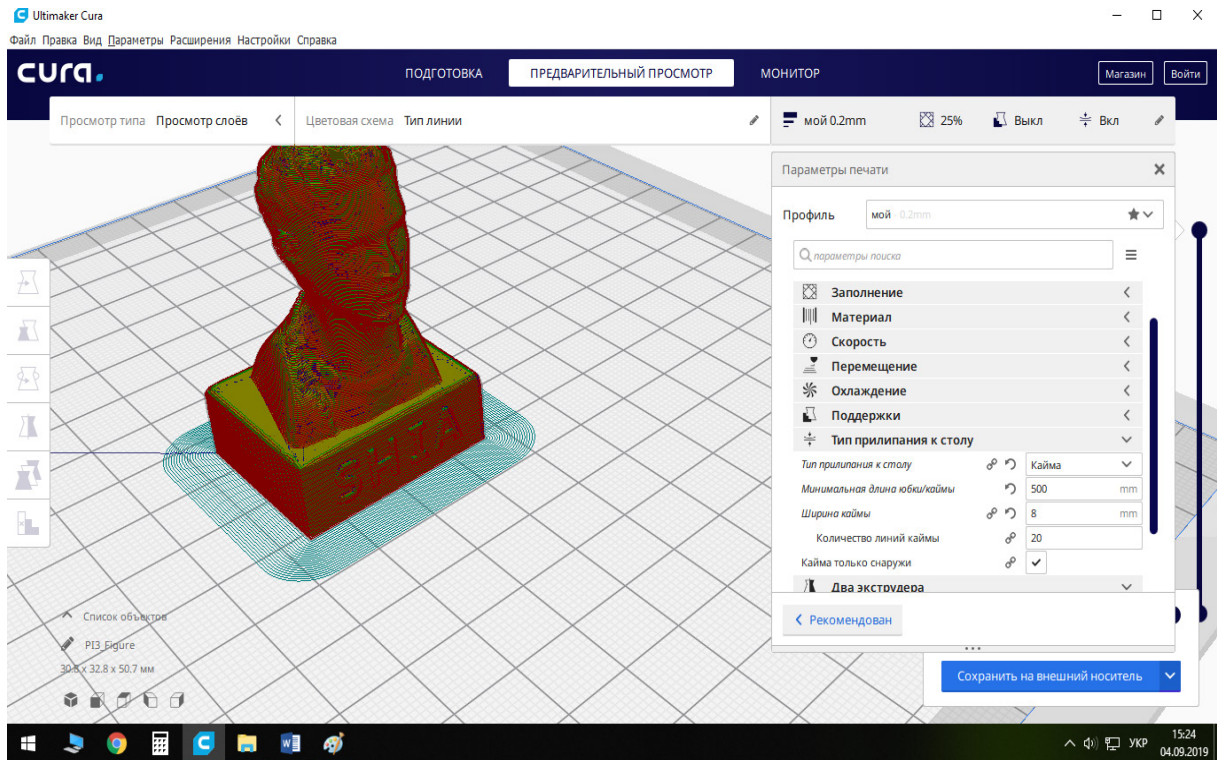 Ultimaker Cura
Файл Правка Вид Параметры Расширения Настройки Справка
cura.
ПОДГОТОВКА ПРЕДВАРИТЕЛЬНЫЙ ПРОСМОТР МОНИТОР Магазин Войти
Просмотр типа Просмотр слоёв Цветовая схема Тип линии мой 0.2mm 25% Выкл Вкл
Параметры печати
Профиль мой - 0.2mm
параметры поиска
Заполнение
Материал
Скорость
Перемещение
Охлаждение
Поддержки
Тип прилипания к столу
Тип прилипания к столу Кайма
Минимальная длина юбки/каймы 500 mm
Ширина каймы 8 mm
Количество линий каймы 20
Кайма только снаружи
Два экструдера
Список объектов
Рекомендован
PI3_Figure
30.5 x 32.8 x 50.7 мм
Сохранить на внешний носитель
УКР
15:24
04.09.2019